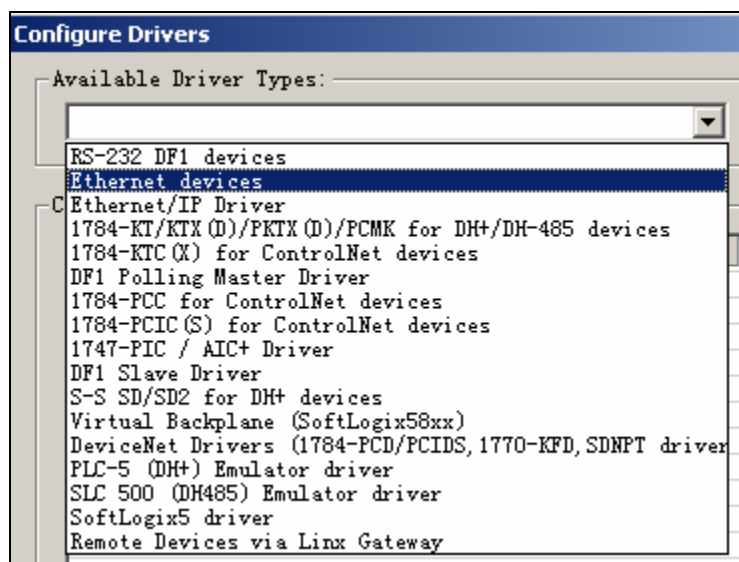 Configure Drivers
Available Driver Types:
RS-232 DF1 devices
Ethernet devices
C
Ethernet/IP Driver
1784-KT/KTX(D)/PKTX(D)/PCMK for DH+/DH-485 devices
1784-KTC(X) for ControlNet devices
DF1 Polling Master Driver
1784-PCC for ControlNet devices
1784-PCIC(S) for ControlNet devices
1747-PIC / AIC+ Driver
DF1 Slave Driver
S-S SD/SD2 for DH+ devices
Virtual Backplane (SoftLogix58xx)
DeviceNet Drivers (1784-PCD/PCIDS,1770-KFD,SDNPT driver
PLC-5 (DH+) Emulator driver
SLC 500 (DH485) Emulator driver
SoftLogix5 driver
Remote Devices via Linx Gateway